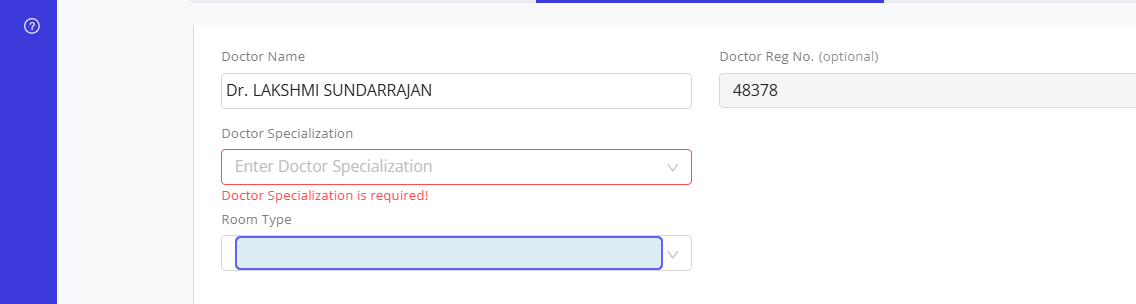 Doctor Name
Doctor Reg No. (optional)
Dr. LAKSHMI SUNDARRAJAN
48378
Doctor Specialization
Enter Doctor Specialization
Doctor Specialization is required!
Room Type